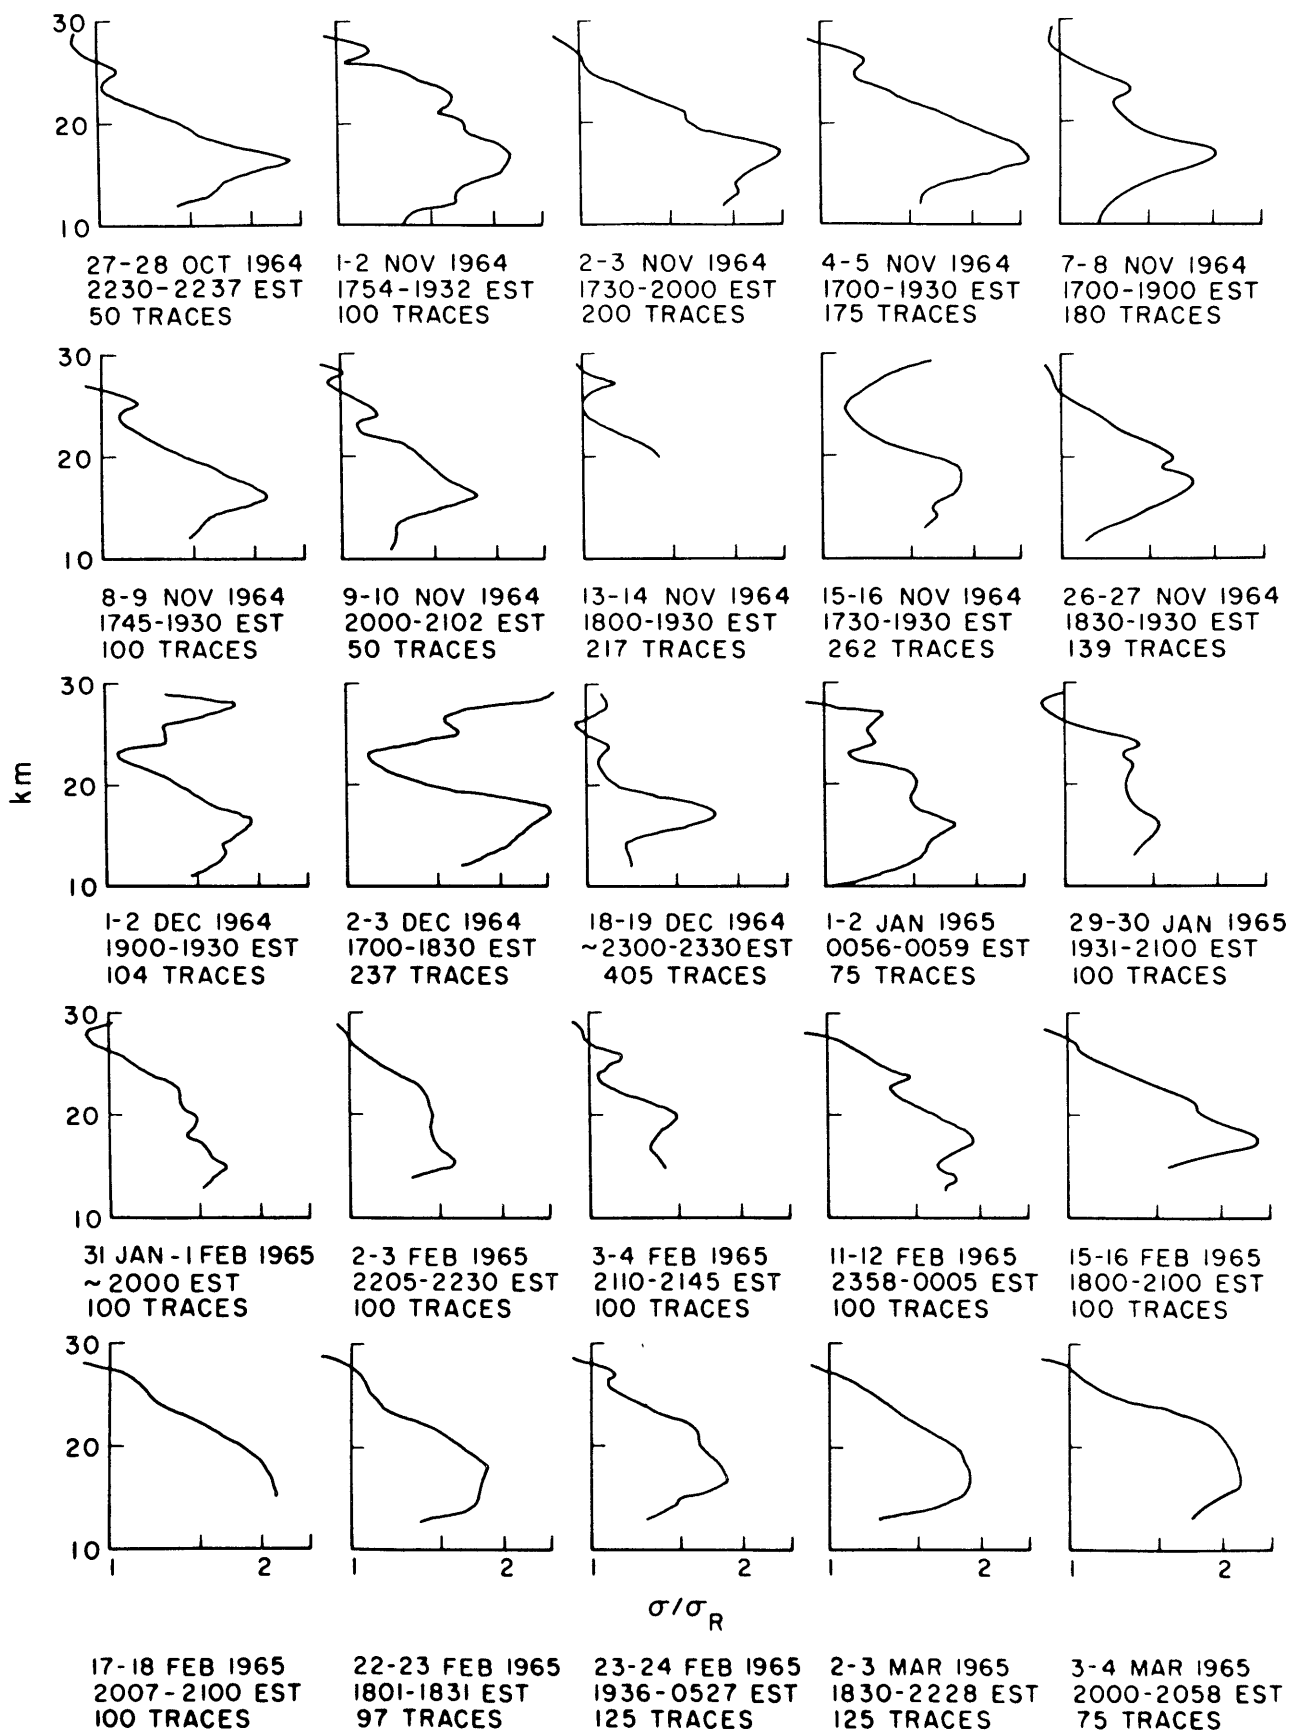 30
20
10
27-28 OCT 1964
2230-2237 EST
50 TRACES
1-2 NOV 1964
1754-1932 EST
100 TRACES
2-3 NOV 1964
1730-2000 EST
200 TRACES
4-5 NOV 1964
1700-1930 EST
175 TRACES
7-8 NOV 1964
1700-1900 EST
180 TRACES
30
20
10
8-9 NOV 1964
1745-1930 EST
100 TRACES
9-10 NOV 1964
2000-2102 EST
50 TRACES
13-14 NOV 1964
1800-1930 EST
217 TRACES
15-16 NOV 1964
1730-1930 EST
262 TRACES
26-27 NOV 1964
1830-1930 EST
139 TRACES
km
30
20
10
1-2 DEC 1964
1900-1930 EST
104 TRACES
2-3 DEC 1964
1700-1830 EST
237 TRACES
18-19 DEC 1964
~2300-2330 EST
405 TRACES
1-2 JAN 1965
0056-0059 EST
75 TRACES
29-30 JAN 1965
1931-2100 EST
100 TRACES
30
20
10
31 JAN - 1 FEB 1965
~2000 EST
100 TRACES
2-3 FEB 1965
2205-2230 EST
100 TRACES
3-4 FEB 1965
2110-2145 EST
100 TRACES
11-12 FEB 1965
2358-0005 EST
100 TRACES
15-16 FEB 1965
1800-2100 EST
100 TRACES
30
20
10
1 2
1 2
1 2
1 2
1 2
σ/σR
17-18 FEB 1965
2007-2100 EST
100 TRACES
22-23 FEB 1965
1801-1831 EST
97 TRACES
23-24 FEB 1965
1936-0527 EST
125 TRACES
2-3 MAR 1965
1830-2228 EST
125 TRACES
3-4 MAR 1965
2000-2058 EST
75 TRACES